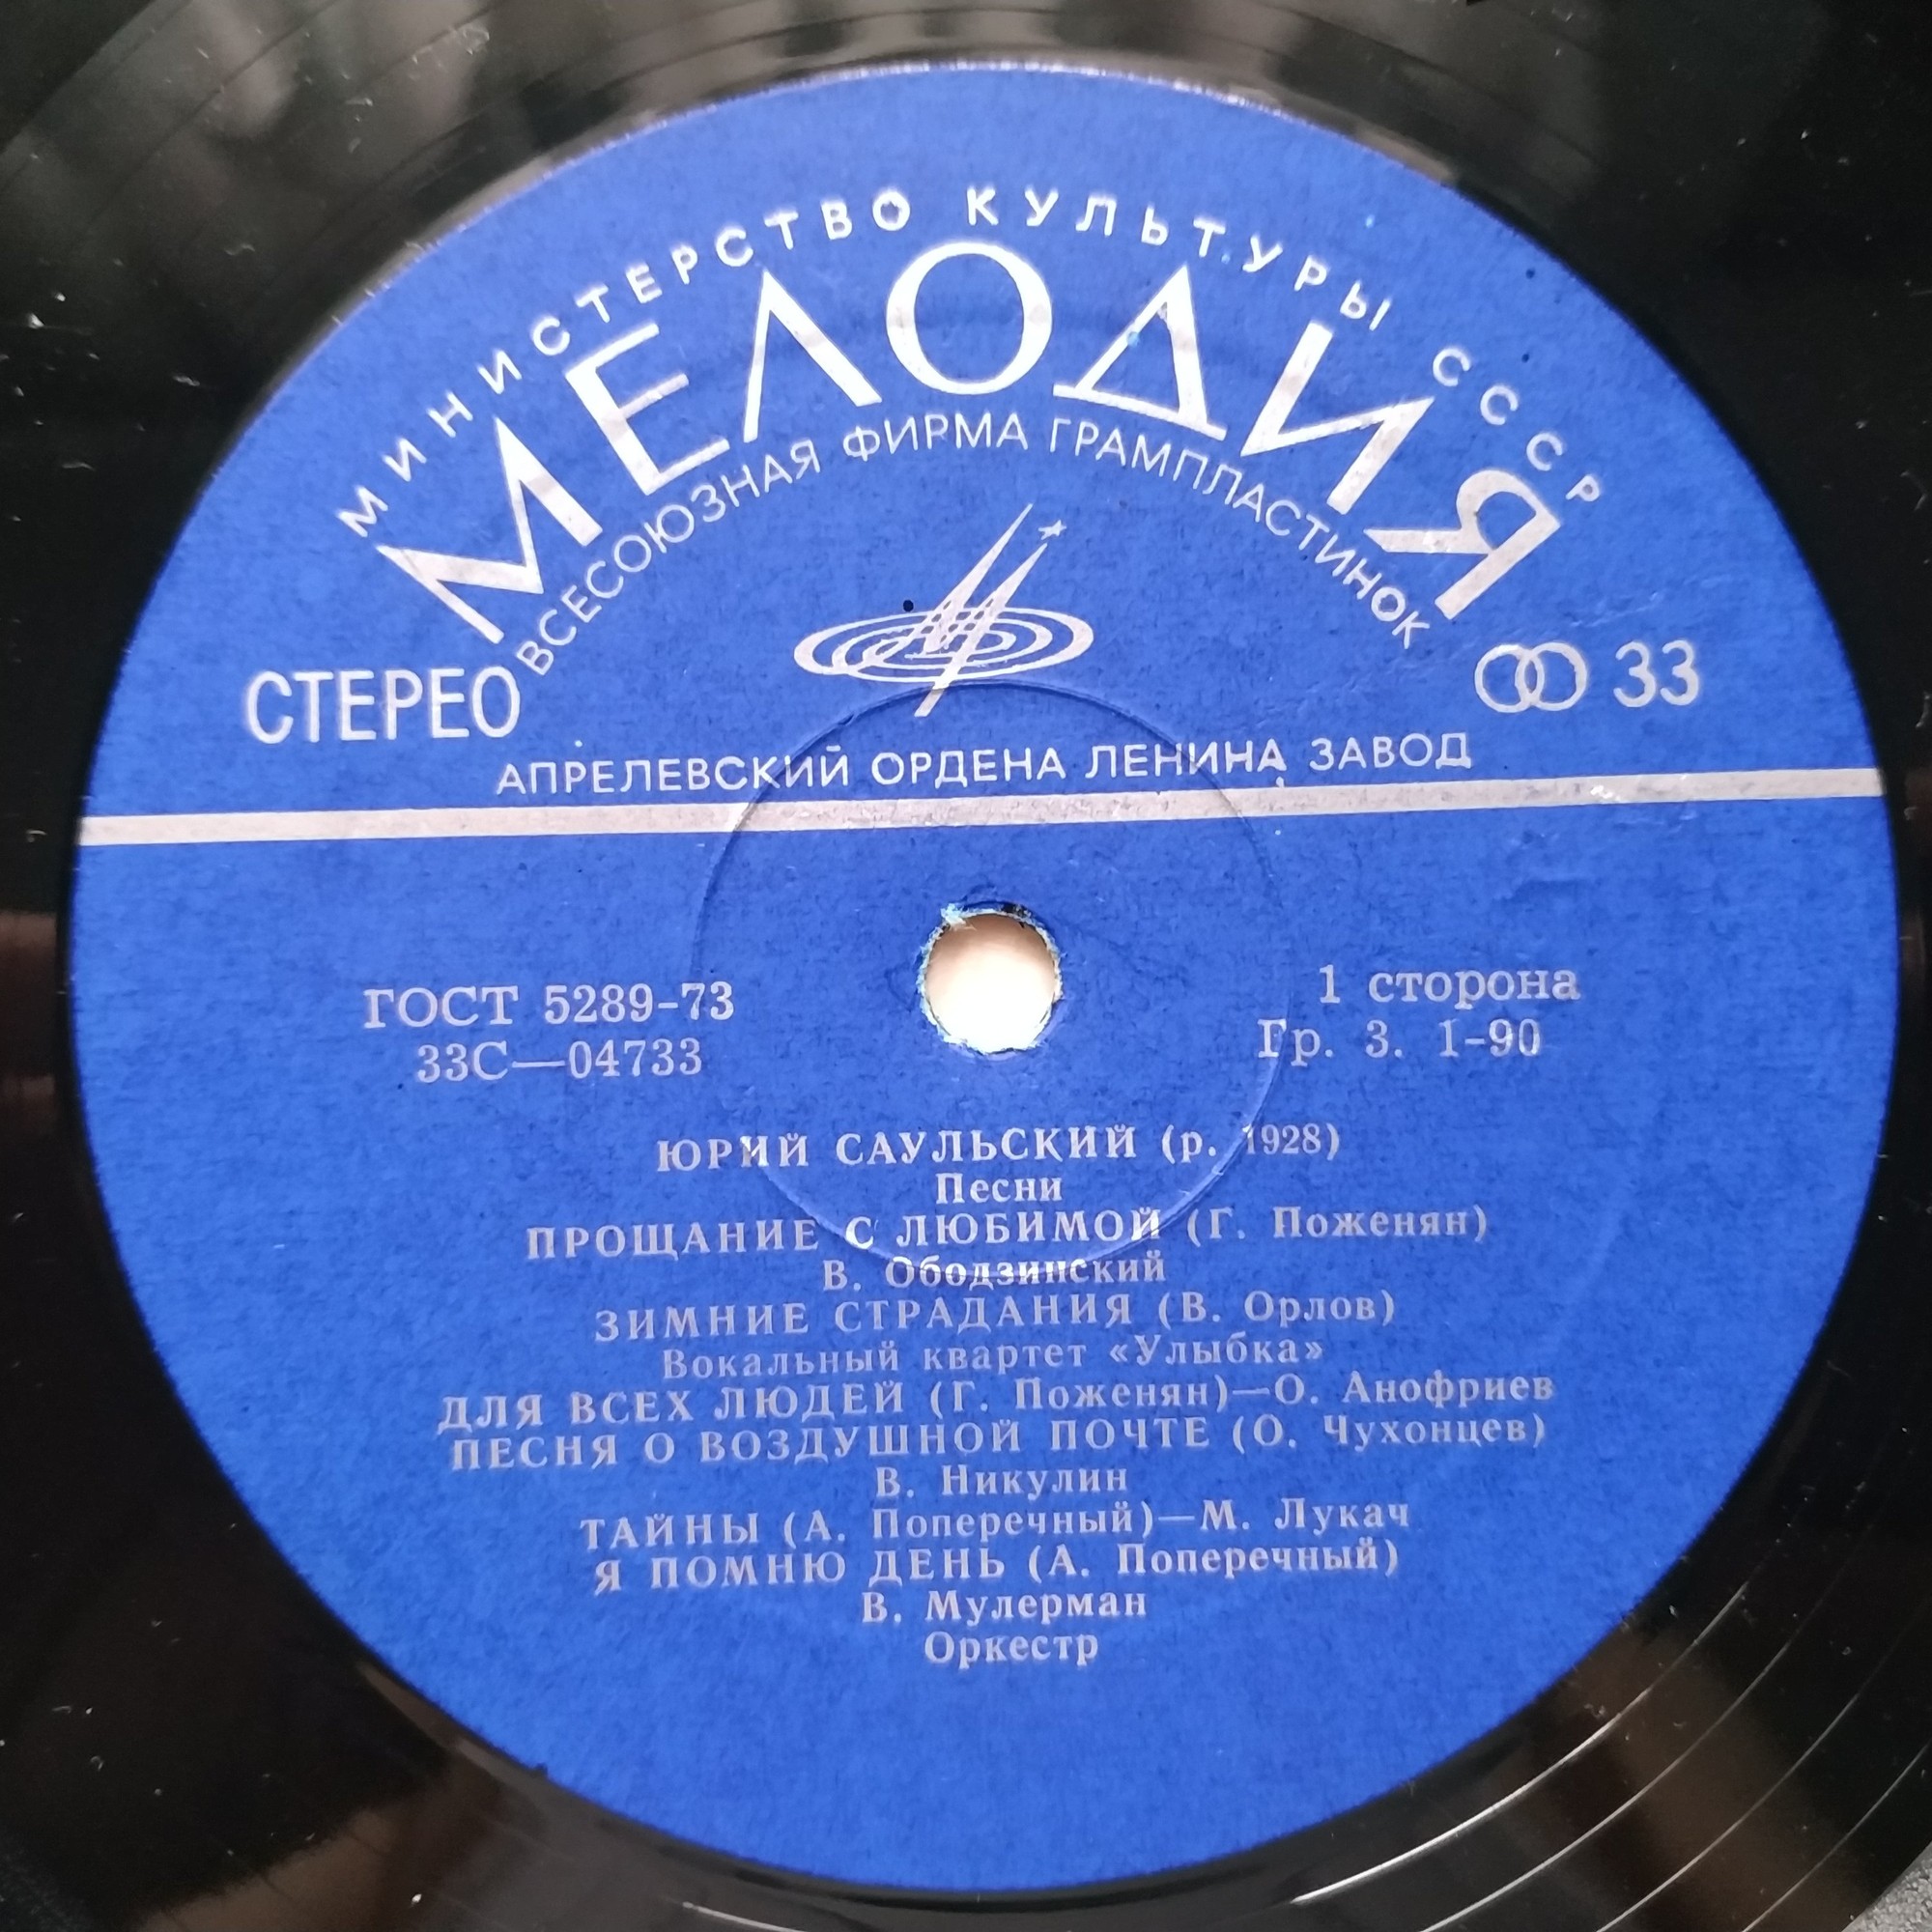 МИНИСТЕРСТВО КУЛЬТУРЫ СССР
МЕЛОДИЯ
ВСЕСОЮЗНАЯ ФИРМА ГРАМПЛАСТИНОК
СТЕРЕО
33
АПРЕЛЕВСКИЙ ОРДЕНА ЛЕНИНА ЗАВОД
ГОСТ 5289-73
33С—04733
1 сторона
Гр. 3. 1-90
ЮРИЙ САУЛЬСКИЙ (р. 1928)
Песни
ПРОЩАНИЕ С ЛЮБИМОЙ (Г. Поженян)
В. Ободзинский
ЗИМНИЕ СТРАДАНИЯ (В. Орлов)
Вокальный квартет «Улыбка»
ДЛЯ ВСЕХ ЛЮДЕЙ (Г. Поженян)—О. Анофриев
ПЕСНЯ О ВОЗДУШНОЙ ПОЧТЕ (О. Чухонцев)
В. Никулин
ТАЙНЫ (А. Поперечный)—М. Лукач
Я ПОМНЮ ДЕНЬ (А. Поперечный)
В. Мулерман
Оркестр